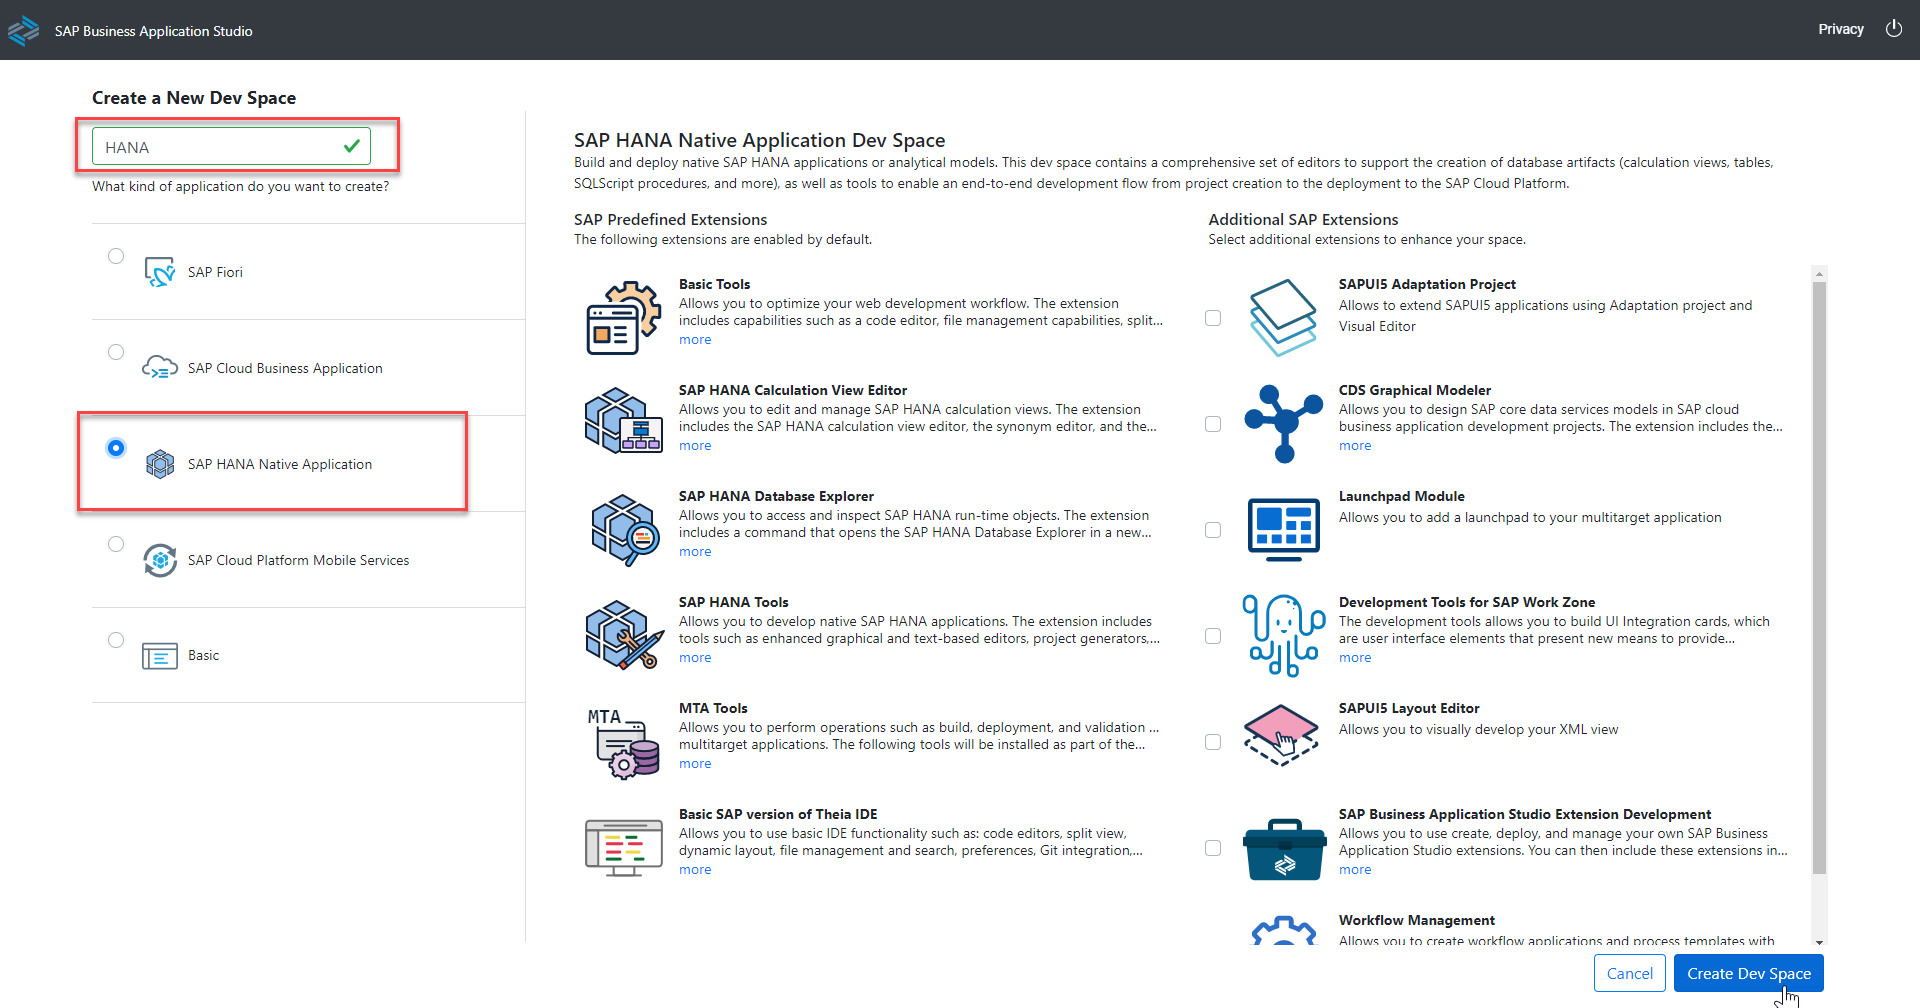 SAP Business Application Studio
Privacy
Create a New Dev Space
HANA
What kind of application do you want to create?
SAP Fiori
SAP Cloud Business Application
SAP HANA Native Application
SAP Cloud Platform Mobile Services
Basic
SAP HANA Native Application Dev Space
Build and deploy native SAP HANA applications or analytical models. This dev space contains a comprehensive set of editors to support the creation of database artifacts (calculation views, tables,
SQLScript procedures, and more), as well as tools to enable an end-to-end development flow from project creation to the deployment to the SAP Cloud Platform.
SAP Predefined Extensions
The following extensions are enabled by default.
Basic Tools
Allows you to optimize your web development workflow. The extension
includes capabilities such as a code editor, file management capabilities, split...
more
SAP HANA Calculation View Editor
Allows you to edit and manage SAP HANA calculation views. The extension
includes the SAP HANA calculation view editor, the synonym editor, and the...
more
SAP HANA Database Explorer
Allows you to access and inspect SAP HANA run-time objects. The extension
includes a command that opens the SAP HANA Database Explorer in a new...
more
SAP HANA Tools
Allows you to develop native SAP HANA applications. The extension includes
tools such as enhanced graphical and text-based editors, project generators,...
more
MTA
MTA Tools
Allows you to perform operations such as build, deployment, and validation ...
multitarget applications. The following tools will be installed as part of the...
more
Basic SAP version of Theia IDE
Allows you to use basic IDE functionality such as: code editors, split view,
dynamic layout, file management and search, preferences, Git integration,...
more
Additional SAP Extensions
Select additional extensions to enhance your space.
SAPUI5 Adaptation Project
Allows to extend SAPUI5 applications using Adaptation project and
Visual Editor
CDS Graphical Modeler
Allows you to design SAP core data services models in SAP cloud
business application development projects. The extension includes the...
more
Launchpad Module
Allows you to add a launchpad to your multitarget application
Development Tools for SAP Work Zone
The development tools allows you to build UI Integration cards, which
are user interface elements that present new means to provide...
more
SAPUI5 Layout Editor
Allows you to visually develop your XML view
SAP Business Application Studio Extension Development
Allows you to use create, deploy, and manage your own SAP Business
Application Studio extensions. You can then include these extensions in...
more
Workflow Management
Allows you to create workflow applications and process templates with
Cancel
Create Dev Space